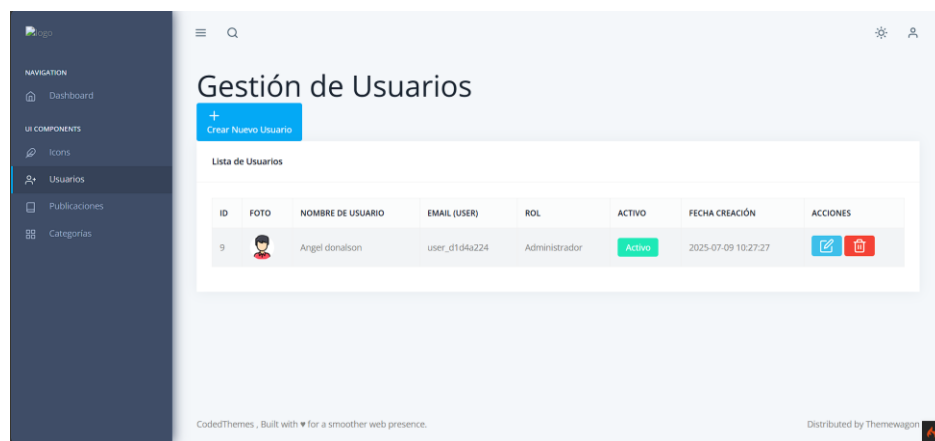 logo
NAVIGATION
Dashboard
UI COMPONENTS
Icons
Usuarios
Publicaciones
Categorias
Gestión de Usuarios
+
Crear Nuevo Usuario
Lista de Usuarios
ID FOTO NOMBRE DE USUARIO EMAIL (USER) ROL ACTIVO FECHA CREACIÓN ACCIONES
9 Angel donalson user_d1d4a224 Administrador Activo 2025-07-09 10:27:27
CodedThemes , Built with ♥ for a smoother web presence. Distributed by Themewagon